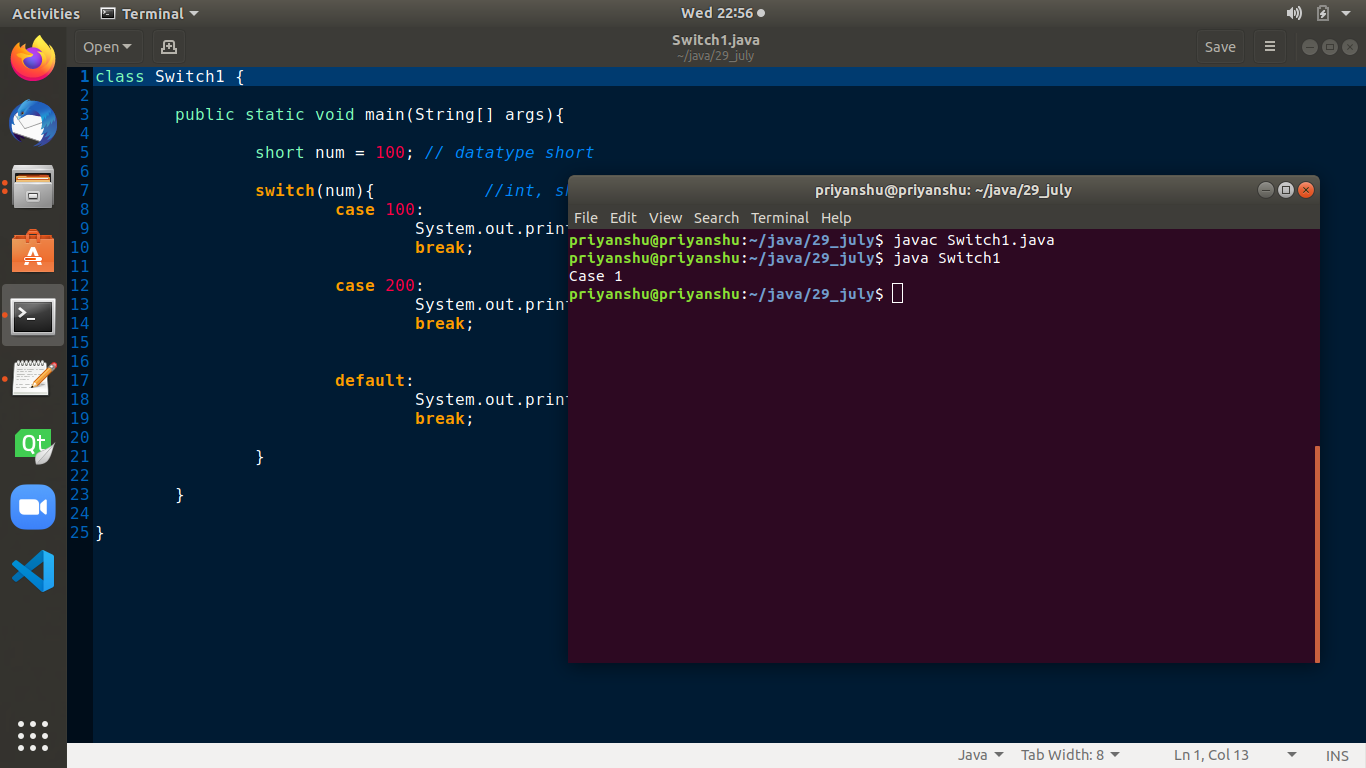 Activities Terminal Wed 22:56
Open Switch1.java Save
~/java/29_july
1 class Switch1 {
2
3 public static void main(String[] args){
4
5 short num = 100; // datatype short
6
7 switch(num){ //int, s
8 case 100:
9 System.out.prin
10 break;
11
12 case 200:
13 System.out.prin
14 break;
15
16
17 default:
18 System.out.prin
19 break;
20
21 }
22
23 }
24
25 }
priyanshu@priyanshu: ~/java/29_july
File Edit View Search Terminal Help
priyanshu@priyanshu:~/java/29_july$ javac Switch1.java
priyanshu@priyanshu:~/java/29_july$ java Switch1
Case 1
priyanshu@priyanshu:~/java/29_july$
Qt
Java Tab Width: 8 Ln 1, Col 13 INS